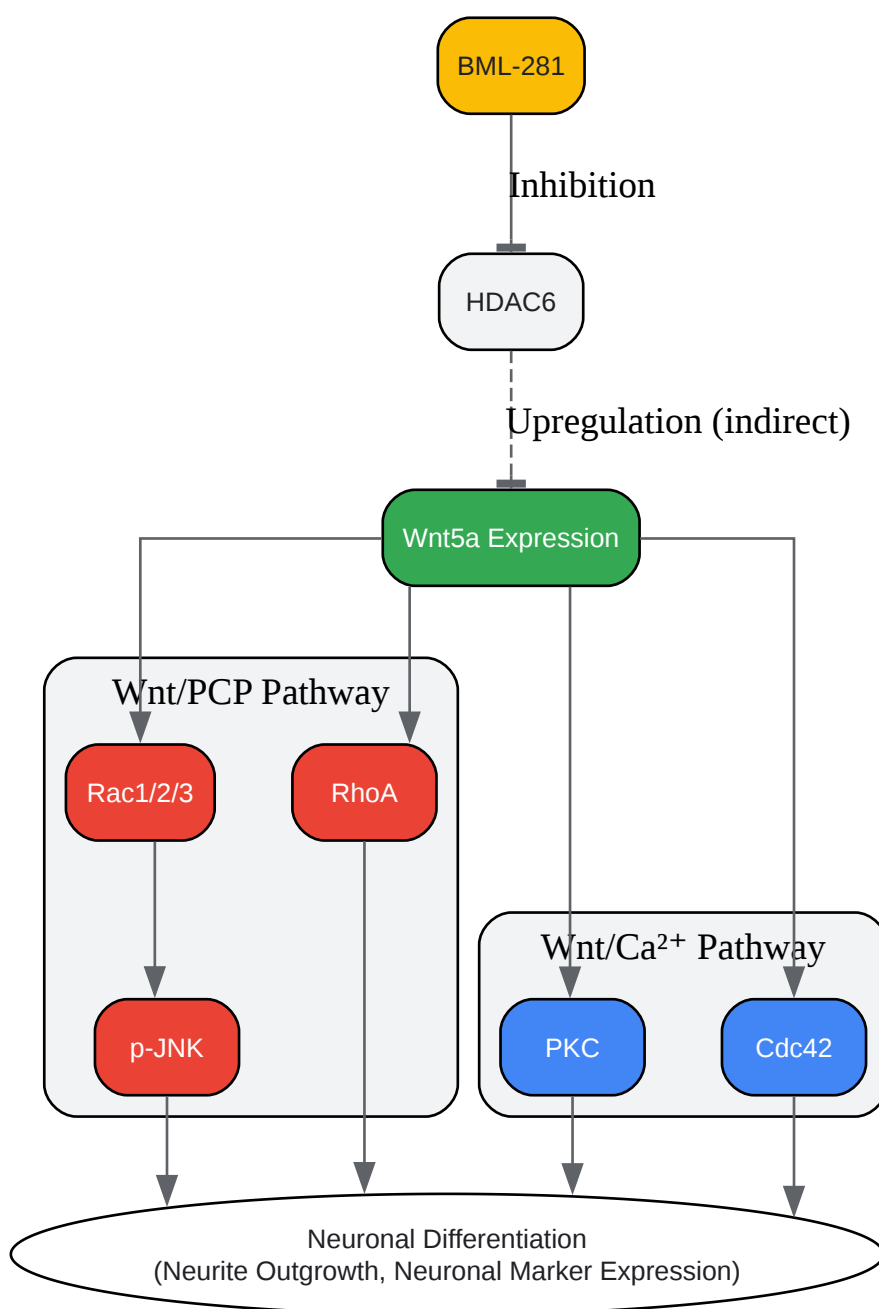 BML-281
Inhibition
HDAC6
Upregulation (indirect)
Wnt5a Expression
Wnt/PCP Pathway
Rac1/2/3
RhoA
Wnt/Ca²⁺ Pathway
p-JNK
PKC
Cdc42
Neuronal Differentiation
(Neurite Outgrowth, Neuronal Marker Expression)